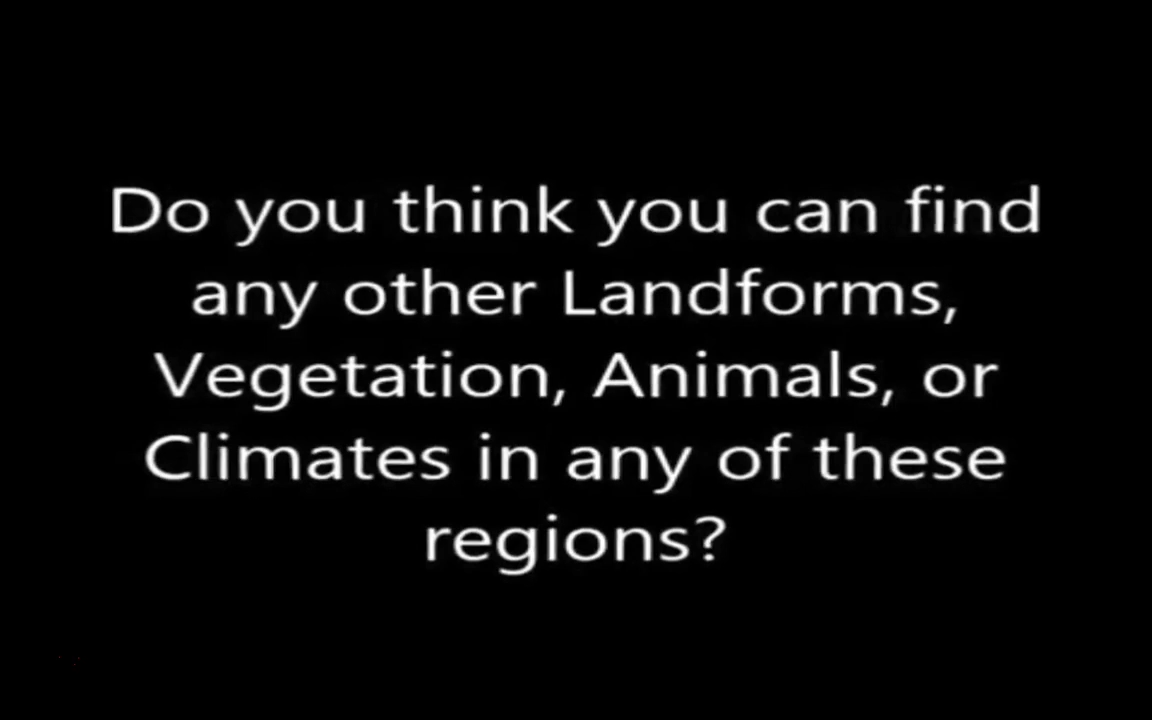 Do you think you can find
any other Landforms,
Vegetation, Animals, or
Climates in any of these
regions?